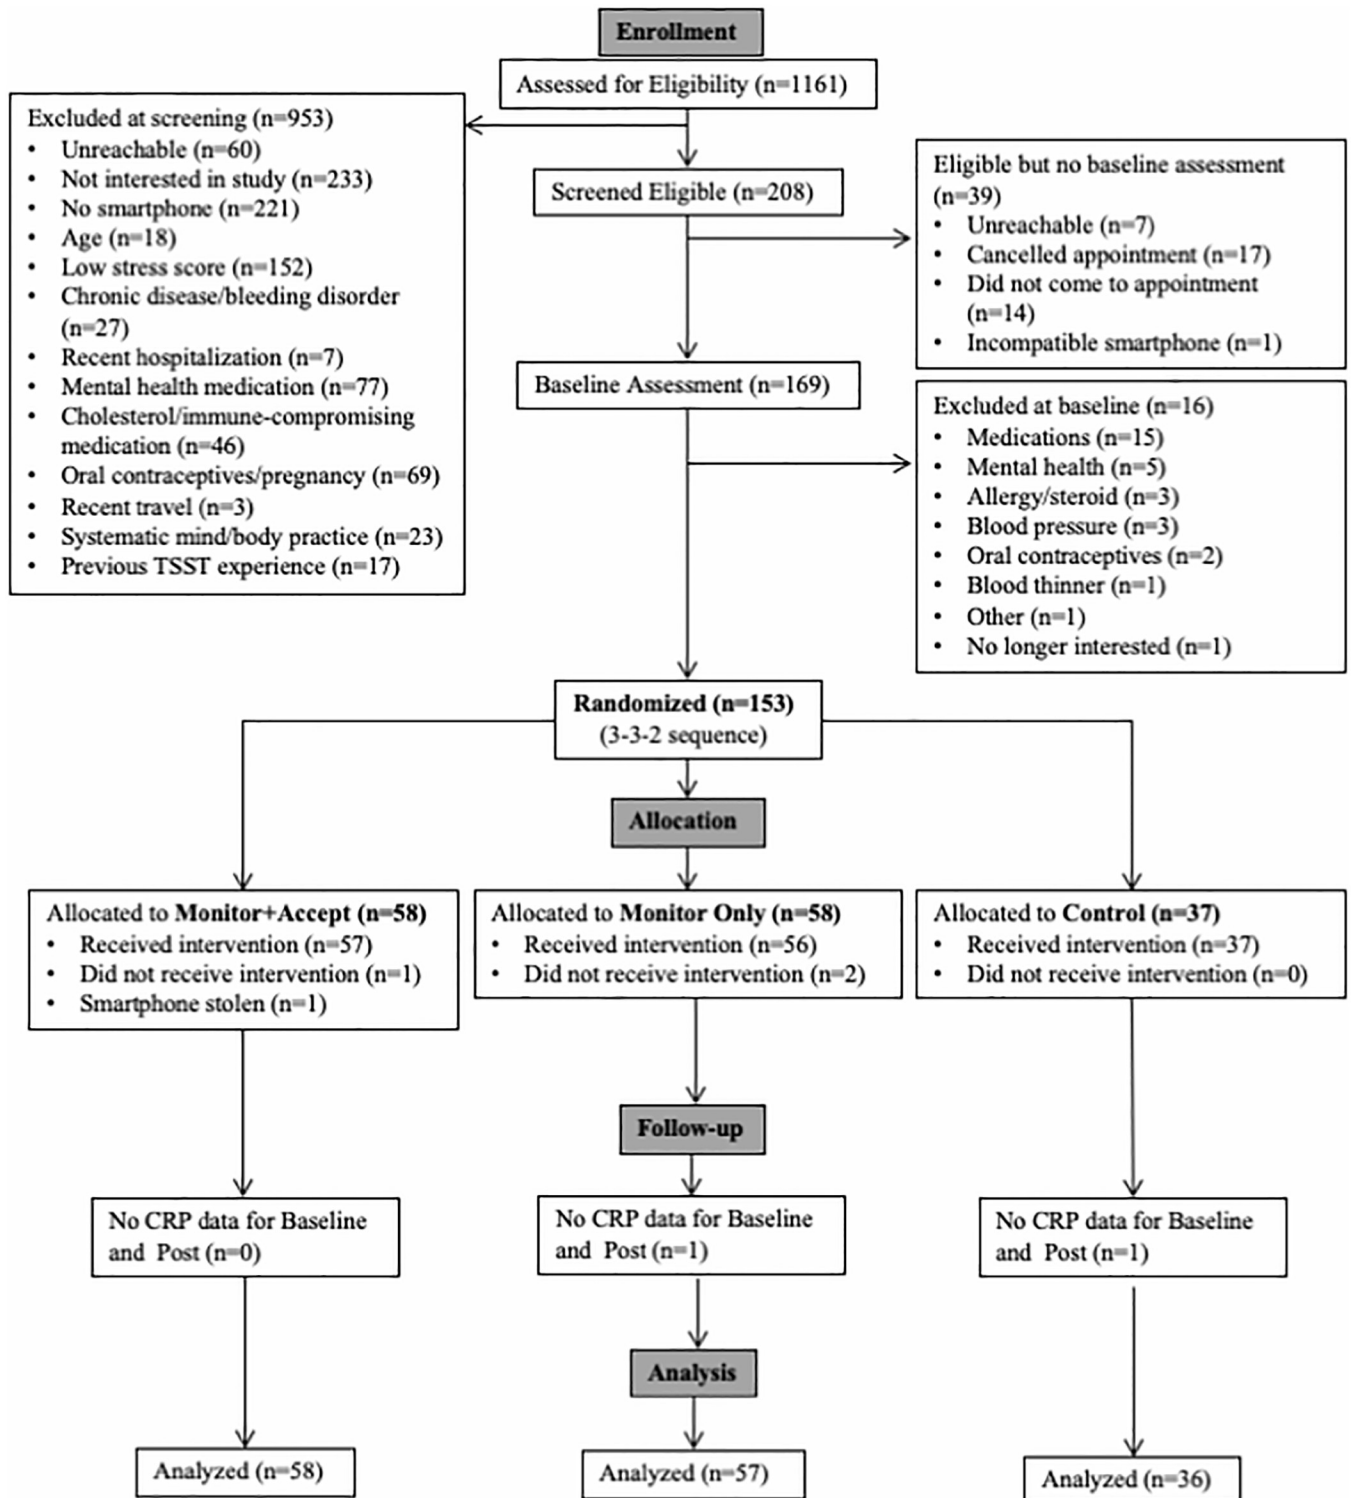 Enrollment
Assessed for Eligibility (n=1161)
Excluded at screening (n=953)
• Unreachable (n=60)
• Not interested in study (n=233)
• No smartphone (n=221)
• Age (n=18)
• Low stress score (n=152)
• Chronic disease/bleeding disorder
(n=27)
• Recent hospitalization (n=7)
• Mental health medication (n=77)
• Cholesterol/immune-compromising
medication (n=46)
• Oral contraceptives/pregnancy (n=69)
• Recent travel (n=3)
• Systematic mind/body practice (n=23)
• Previous TSST experience (n=17)
Screened Eligible (n=208)
Eligible but no baseline assessment
(n=39)
• Unreachable (n=7)
• Cancelled appointment (n=17)
• Did not come to appointment
(n=14)
• Incompatible smartphone (n=1)
Baseline Assessment (n=169)
Excluded at baseline (n=16)
• Medications (n=15)
• Mental health (n=5)
• Allergy/steroid (n=3)
• Blood pressure (n=3)
• Oral contraceptives (n=2)
• Blood thinner (n=1)
• Other (n=1)
• No longer interested (n=1)
Randomized (n=153)
(3-3-2 sequence)
Allocation
Allocated to Monitor+Accept (n=58)
• Received intervention (n=57)
• Did not receive intervention (n=1)
• Smartphone stolen (n=1)
Allocated to Monitor Only (n=58)
• Received intervention (n=56)
• Did not receive intervention (n=2)
Allocated to Control (n=37)
• Received intervention (n=37)
• Did not receive intervention (n=0)
Follow-up
No CRP data for Baseline
and Post (n=0)
No CRP data for Baseline
and Post (n=1)
No CRP data for Baseline
and Post (n=1)
Analysis
Analyzed (n=58)
Analyzed (n=57)
Analyzed (n=36)